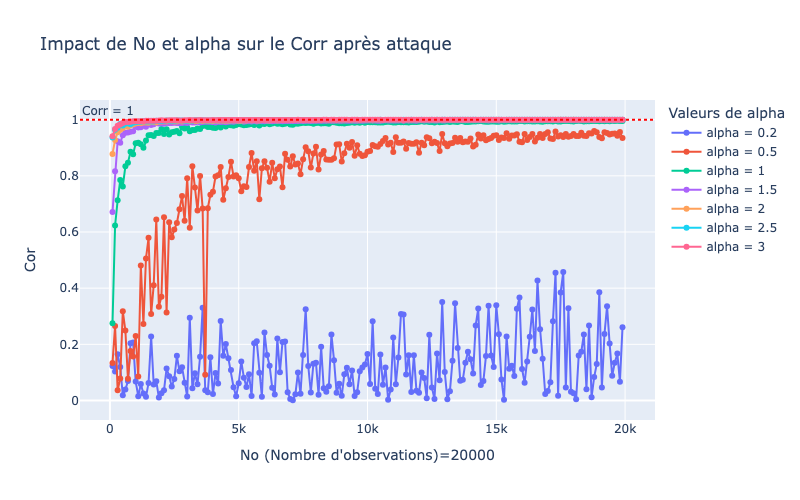 Impact de No et alpha sur le Corr après attaque
Corr = 1
Valeurs de alpha
alpha = 0.2
alpha = 0.5
alpha = 1
alpha = 1.5
alpha = 2
alpha = 2.5
alpha = 3
1
0.8
0.6
0.4
0.2
0
Cor
0
5k
10k
15k
20k
No (Nombre d'observations)=20000